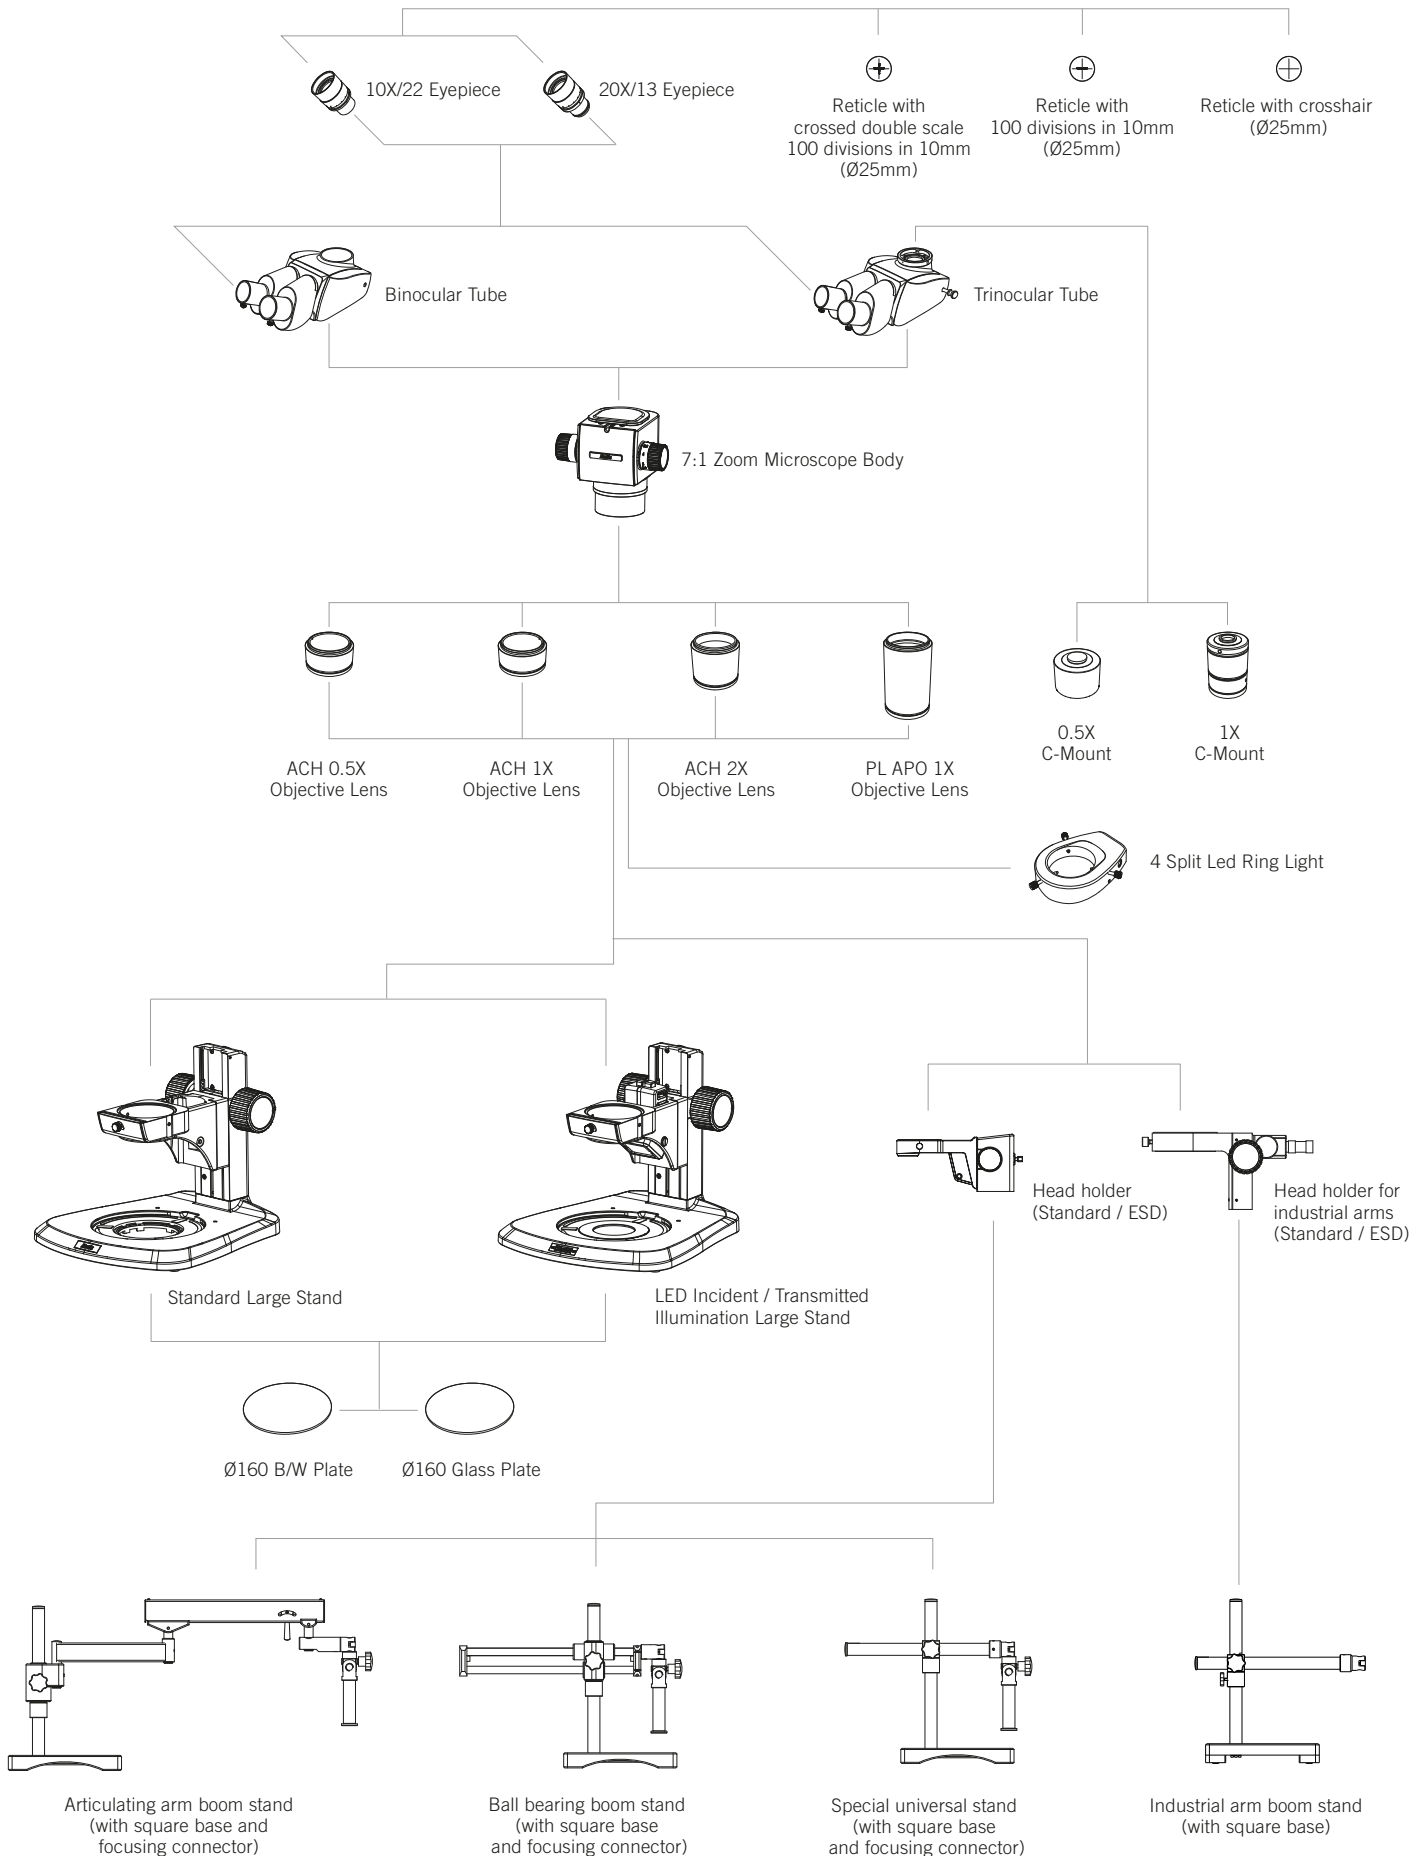 10X/22 Eyepiece
20X/13 Eyepiece
Reticle with
crossed double scale
100 divisions in 10mm
(Ø25mm)
Reticle with
100 divisions in 10mm
(Ø25mm)
Reticle with crosshair
(Ø25mm)
Binocular Tube
Trinocular Tube
7:1 Zoom Microscope Body
ACH 0.5X
Objective Lens
ACH 1X
Objective Lens
ACH 2X
Objective Lens
PL APO 1X
Objective Lens
0.5X
C-Mount
1X
C-Mount
4 Split Led Ring Light
Head holder
(Standard / ESD)
Head holder for
industrial arms
(Standard / ESD)
Standard Large Stand
LED Incident / Transmitted
Illumination Large Stand
Ø160 B/W Plate
Ø160 Glass Plate
Articulating arm boom stand
(with square base and
focusing connector)
Ball bearing boom stand
(with square base
and focusing connector)
Special universal stand
(with square base
and focusing connector)
Industrial arm boom stand
(with square base)